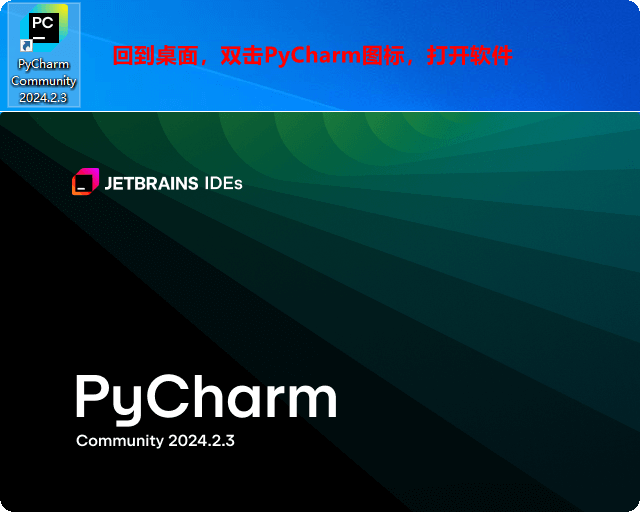 PC
PyCharm
Community
2024.2.3
回到桌面，双击PyCharm图标，打开软件
JETBRAINS IDEs
PyCharm
Community 2024.2.3